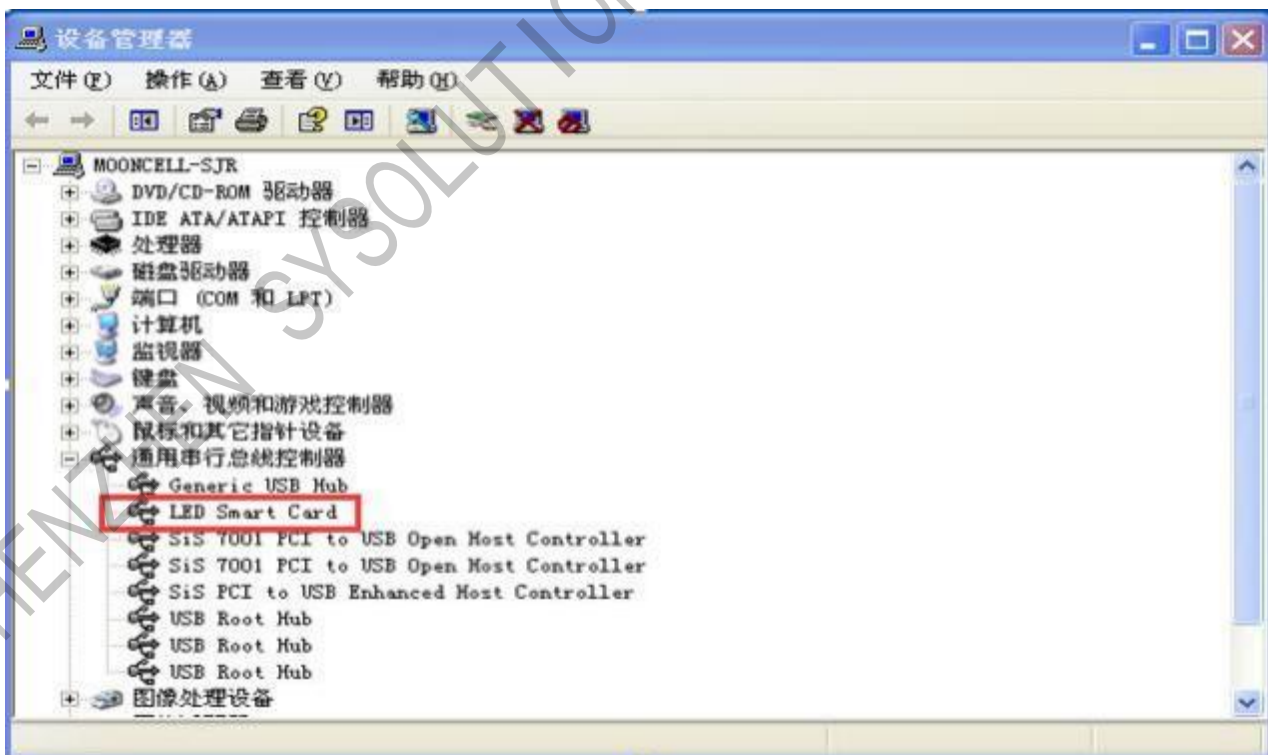 设备管理器
文件(F) 操作(A) 查看(V) 帮助(H)
MOONCELL-SJR
DVD/CD-ROM 驱动器
IDE ATA/ATAPI 控制器
处理器
磁盘驱动器
端口 (COM 和 LPT)
计算机
监视器
键盘
声音、视频和游戏控制器
鼠标和其它指针设备
通用串行总线控制器
Generic USB Hub
LED Smart Card
SiS 7001 PCI to USB Open Host Controller
SiS 7001 PCI to USB Open Host Controller
SiS PCI to USB Enhanced Host Controller
USB Root Hub
USB Root Hub
USB Root Hub
图像处理设备
HENZHEN SYSOLUTION